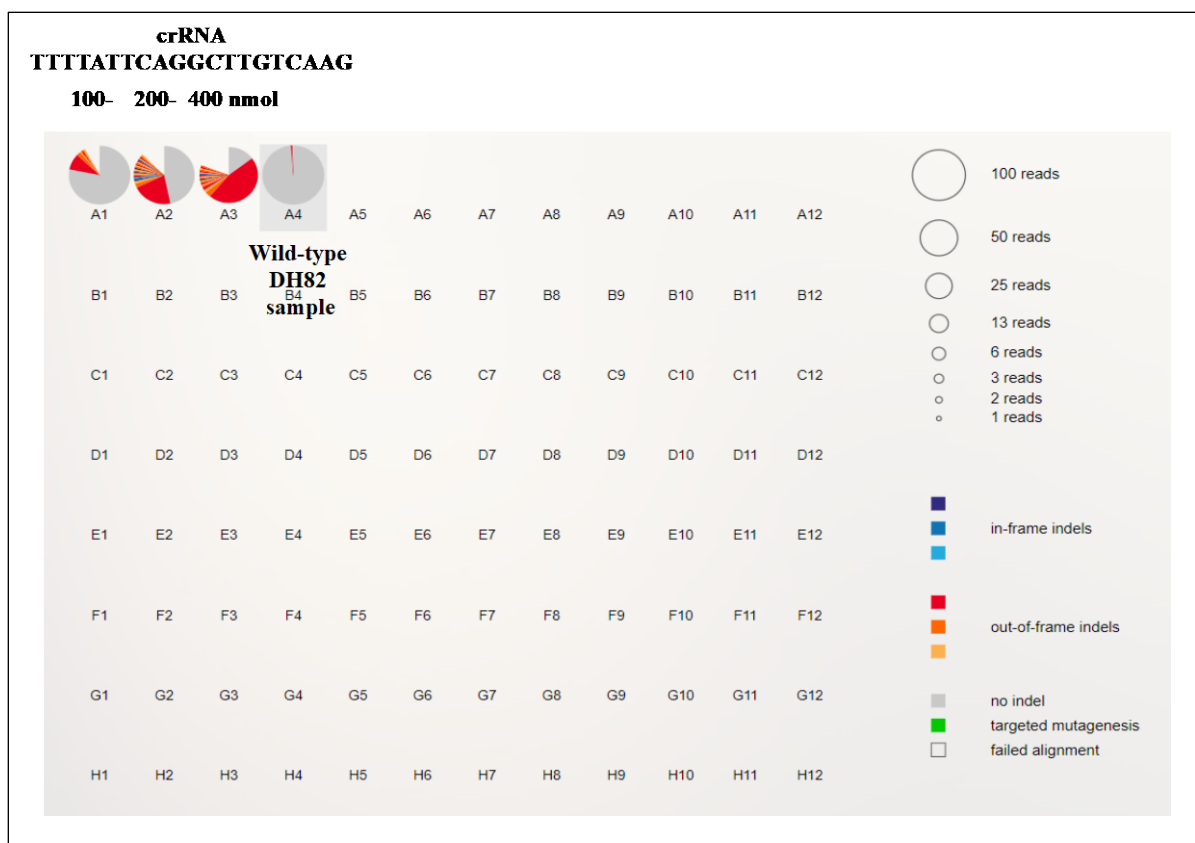 crRNA
TTTTATTCAGGCTTGTCAAG
100- 200- 400 nmol
A1 A2 A3 A4 A5 A6 A7 A8 A9 A10 A11 A12
Wild-type
DH82
sample
B1 B2 B3 B4 B5 B6 B7 B8 B9 B10 B11 B12
C1 C2 C3 C4 C5 C6 C7 C8 C9 C10 C11 C12
D1 D2 D3 D4 D5 D6 D7 D8 D9 D10 D11 D12
E1 E2 E3 E4 E5 E6 E7 E8 E9 E10 E11 E12
F1 F2 F3 F4 F5 F6 F7 F8 F9 F10 F11 F12
G1 G2 G3 G4 G5 G6 G7 G8 G9 G10 G11 G12
H1 H2 H3 H4 H5 H6 H7 H8 H9 H10 H11 H12
100 reads
50 reads
25 reads
13 reads
6 reads
3 reads
2 reads
1 reads
in-frame indels
out-of-frame indels
no indel
targeted mutagenesis
failed alignment